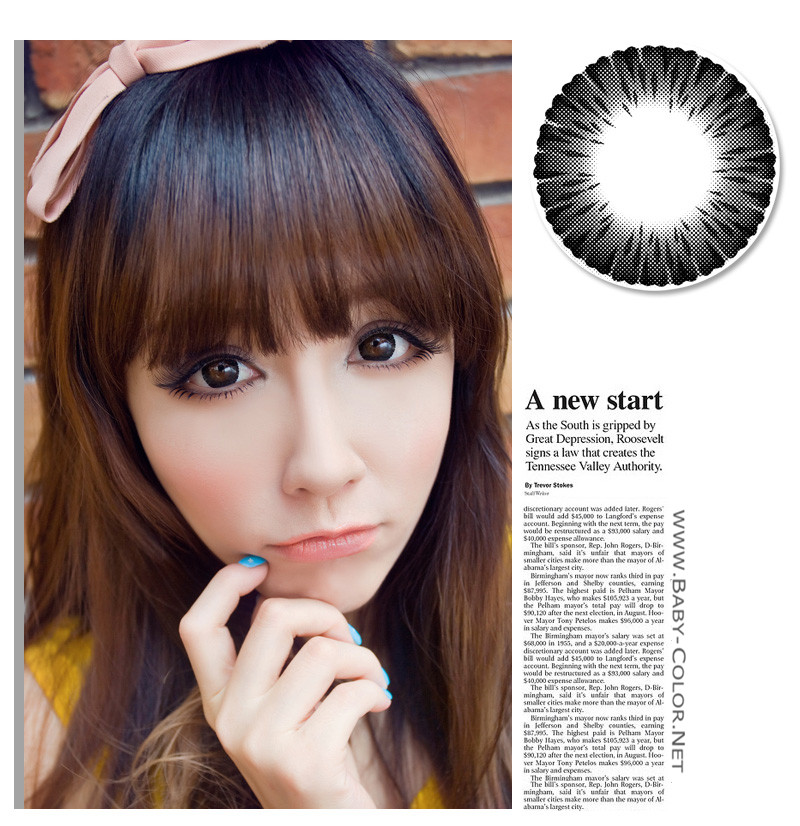 A new start
As the South is gripped by
Great Depression, Roosevelt
signs a law that creates the
Tennessee Valley Authority.
By Trevor Stokes
Staff Writer
discretionary account was added later. Rogers'
bill would add $45,000 to Langford's expense
account. Beginning with the next term, the pay
would be restructured as a $93,000 salary and
$40,000 expense allowance.
The bill's sponsor, Rep. John Rogers, D-Bir-
mingham, said it's unfair that mayors of
smaller cities make more than the mayor of Al-
abama's largest city.
Birmingham's mayor now ranks third in pay
in Jefferson and Shelby counties, earning
$87,995. The highest paid is Pelham Mayor
Bobby Hayes, who makes $105,923 a year, but
the Pelham mayor's total pay will drop to
$90,120 after the next election, in August. Hoo-
ver Mayor Tony Petelos makes $96,000 a year
in salary and expenses.
The Birmingham mayor's salary was set at
$68,000 in 1955, and a $20,000-a-year expense
discretionary account was added later. Rogers'
bill would add $45,000 to Langford's expense
account. Beginning with the next term, the pay
would be restructured as a $93,000 salary and
$40,000 expense allowance.
The bill's sponsor, Rep. John Rogers, D-Bir-
mingham, said it's unfair that mayors of
smaller cities make more than the mayor of Al-
abama's largest city.
Birmingham's mayor now ranks third in pay
in Jefferson and Shelby counties, earning
$87,995. The highest paid is Pelham Mayor
Bobby Hayes, who makes $105,923 a year, but
the Pelham mayor's total pay will drop to
$90,120 after the next election, in August. Hoo-
ver Mayor Tony Petelos makes $96,000 a year
in salary and expenses.
The Birmingham mayor's salary was set at
The bill's sponsor, Rep. John Rogers, D-Bir-
mingham, said it's unfair that mayors of
smaller cities make more than the mayor of Al-
abama's largest city.
www.Baby-Color.Net